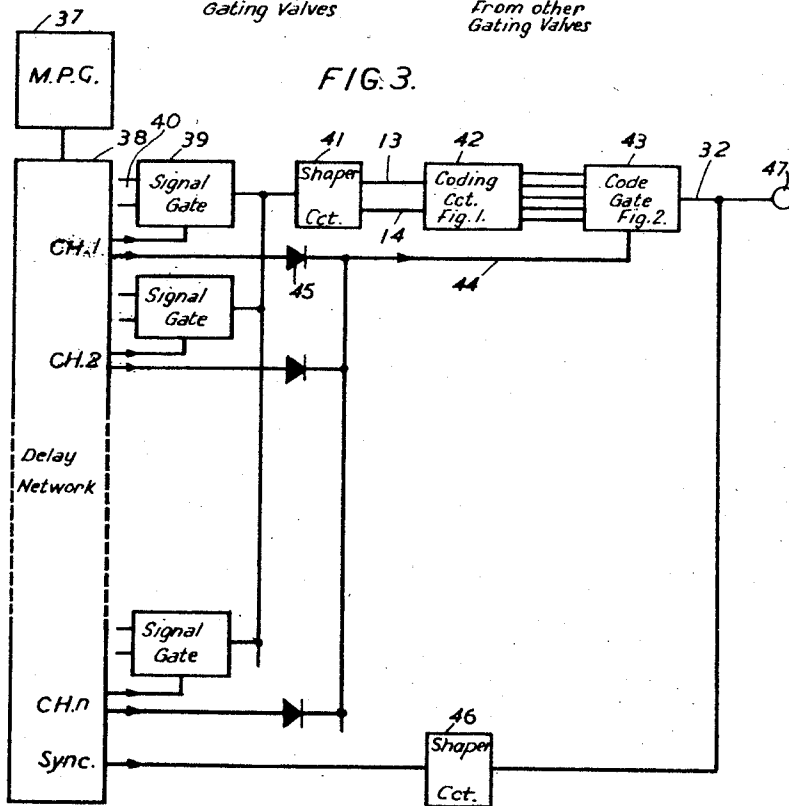 Gating Valves
From other
Gating Valves
FIG.3.
37
M.P.G.
38
40
39
Signal
Gate
41
Shaper
Cct.
13
14
42
Coding
Cct.
Fig.1.
43
Code
Gate
Fig.2.
32
47
CH.1
45
44
Signal
Gate
CH.2
Delay
Network
Signal
Gate
CH.n
Sync.
46
Shaper
Cct.